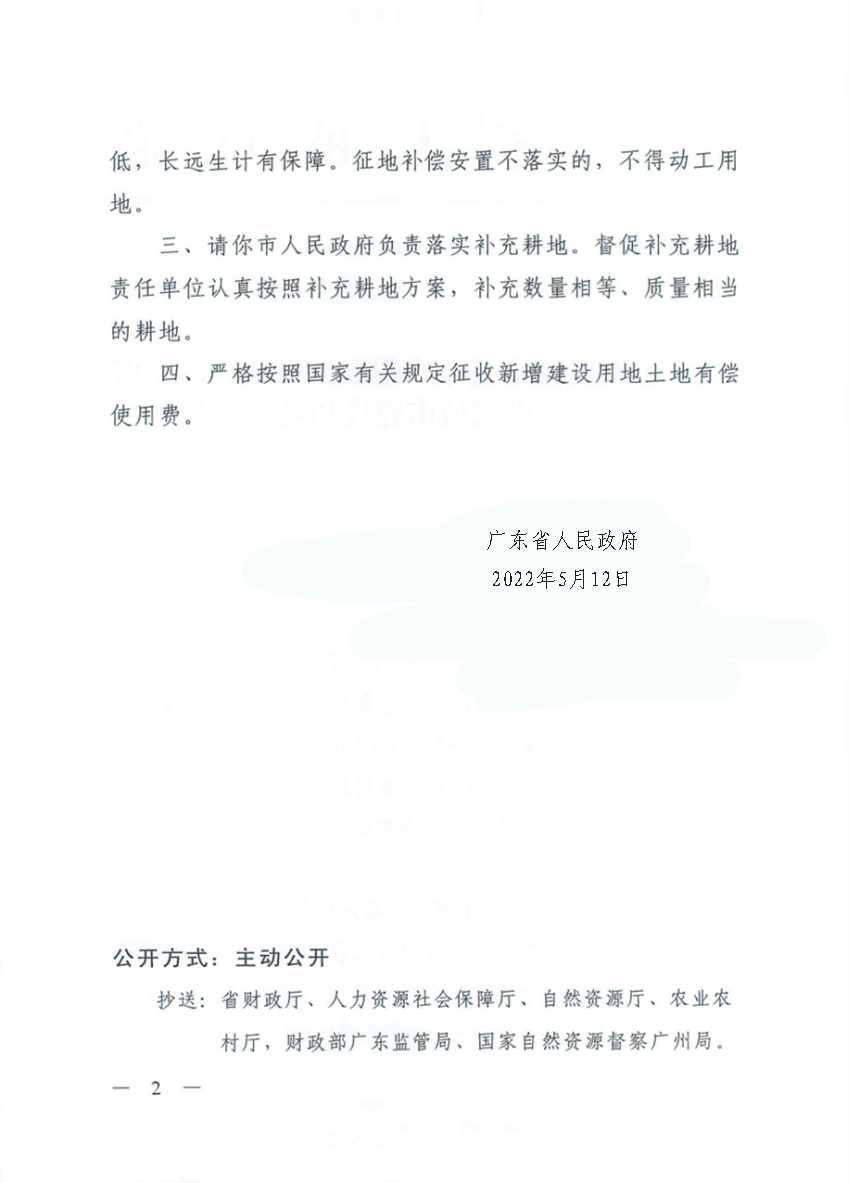 低，长远生计有保障。征地补偿安置不落实的，不得动工用
地。
三、请你市人民政府负责落实补充耕地。督促补充耕地
责任单位认真按照补充耕地方案，补充数量相等、质量相当
的耕地。
四、严格按照国家有关规定征收新增建设用地土地有偿
使用费。
广东省人民政府
2022年5月12日
公开方式：主动公开
抄送：省财政厅、人力资源社会保障厅、自然资源厅、农业农
村厅，财政部广东监管局、国家自然资源督察广州局。
— 2 —